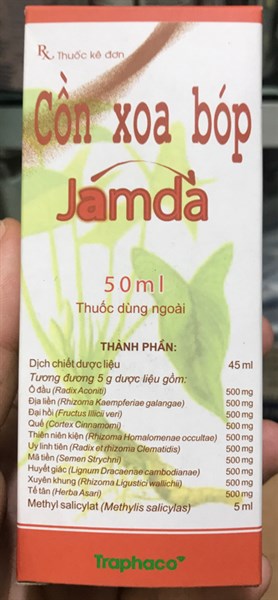 Rx Thuốc kê đơn
Cồn xoa bóp
Jamda
50ml
Thuốc dùng ngoài
THÀNH PHẦN:
Dịch chiết dược liệu 45 ml
Tương đương 5 g dược liệu gồm:
Ô đầu (Radix Aconiti) 500 mg
Địa liền (Rhizoma Kaempferiae galangae) 500 mg
Đại hồi (Fructus Illicii veri) 500 mg
Quế (Cortex Cinnamomi) 500 mg
Thiên niên kiện (Rhizoma Homalomenae occultae) 500 mg
Uy linh tiên (Radix et rhizoma Clematidis) 500 mg
Mã tiền (Semen Strychni) 500 mg
Huyết giác (Lignum Dracaenae cambodianae) 500 mg
Xuyên khung (Rhizoma Ligustici wallichii) 500 mg
Tế tân (Herba Asari) 500 mg
Methyl salicylat (Methylis salicylas) 5 ml
Traphaco